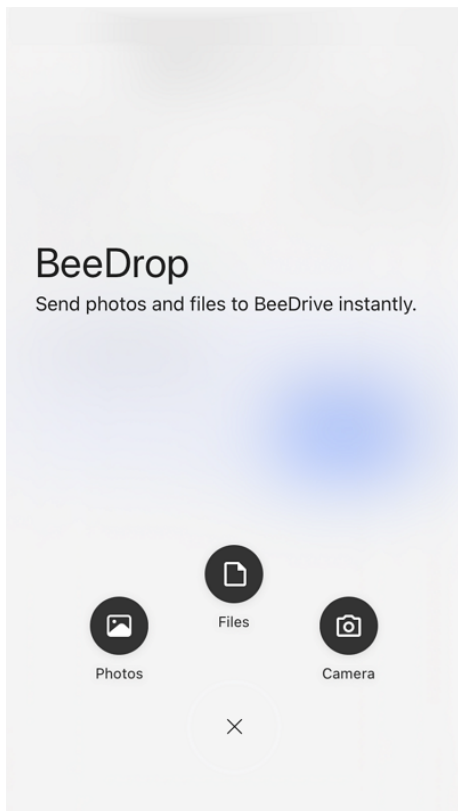 BeeDrop
Send photos and files to BeeDrive instantly.
Files
Photos
Camera